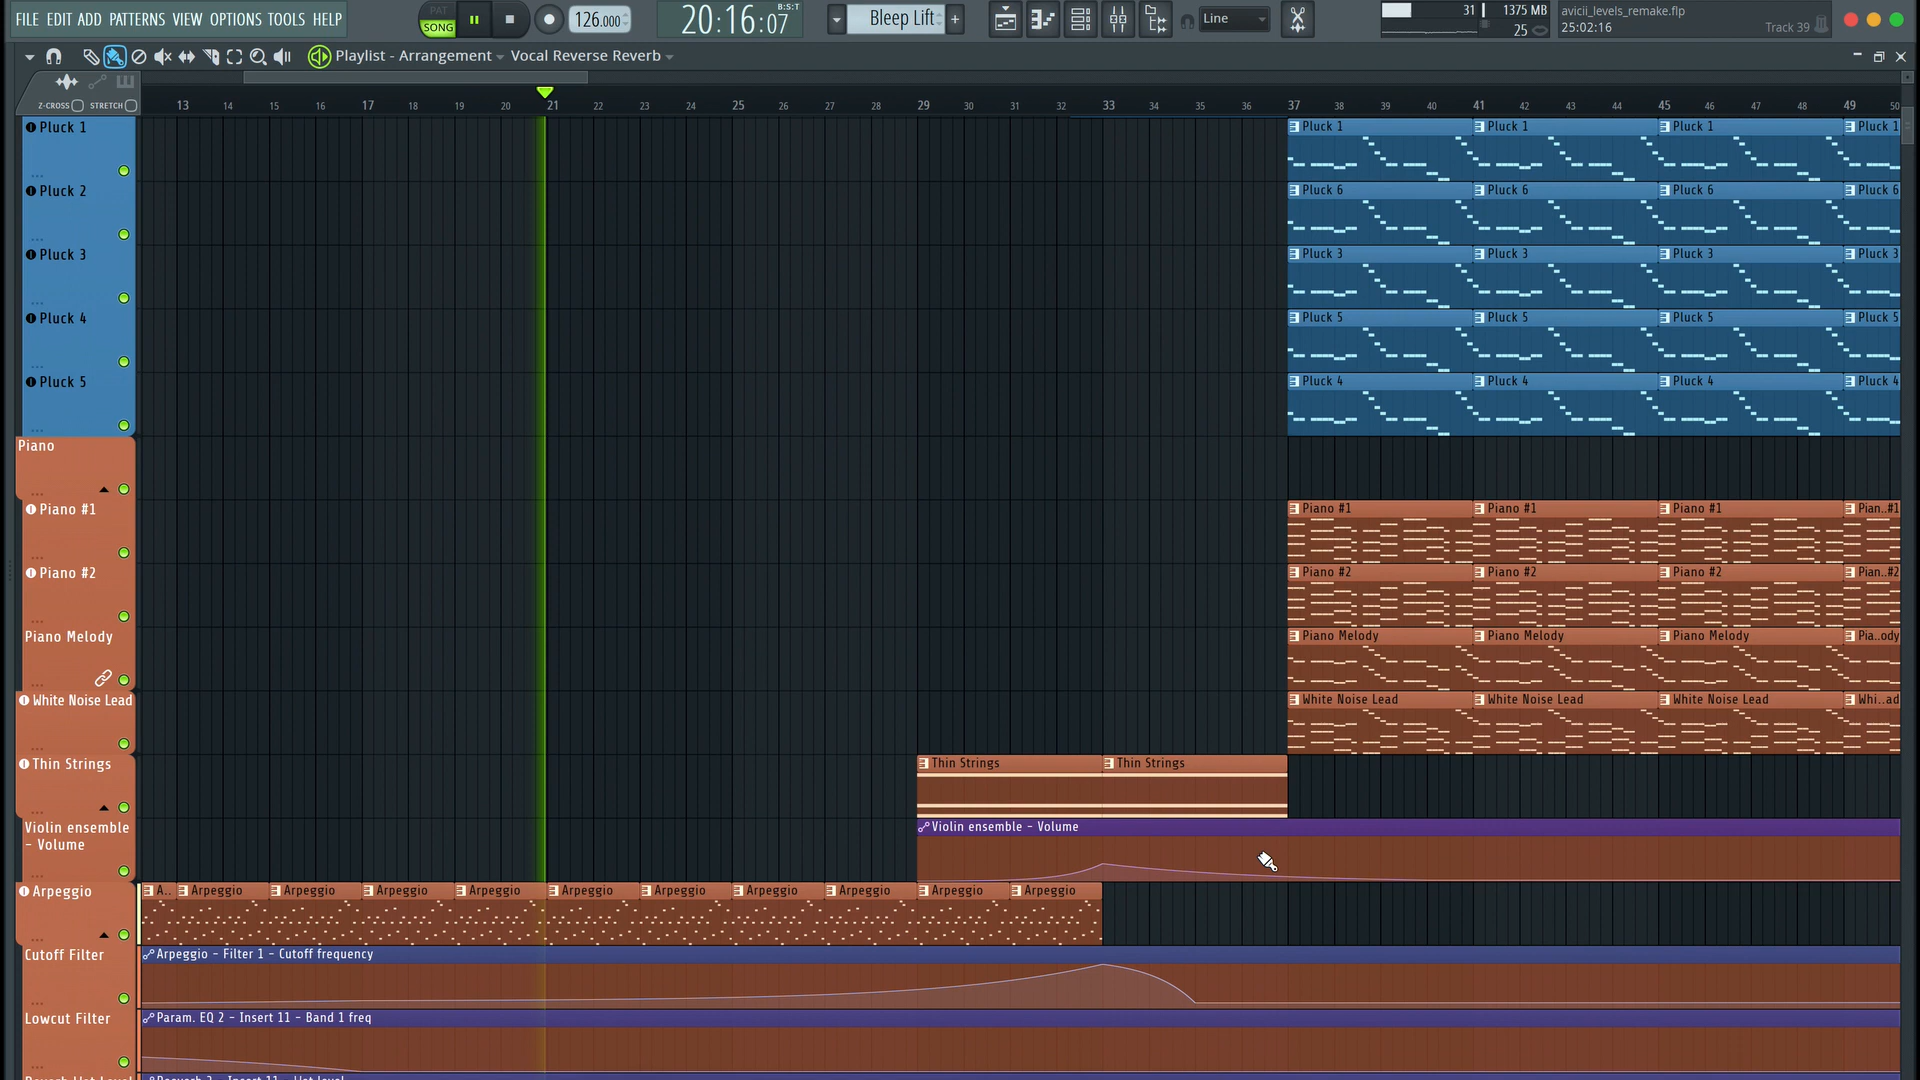 FILE EDIT ADD PATTERNS VIEW OPTIONS TOOLS HELP
PAT
SONG
126.000
20:16:07
B:S:T
Bleep Lift
Line
31
1375 MB
25
avicii_levels_remake.flp
25:02:16
Track 39
Playlist - Arrangement
Vocal Reverse Reverb
Z-CROSS
STRETCH
13 14 15 16 17 18 19 20 21 22 23 24 25 26 27 28 29 30 31 32 33 34 35 36 37 38 39 40 41 42 43 44 45 46 47 48 49 50
Pluck 1
Pluck 1 Pluck 1 Pluck 1 Pluck 1
Pluck 2
Pluck 6 Pluck 6 Pluck 6 Pluck 6
Pluck 3
Pluck 3 Pluck 3 Pluck 3 Pluck 3
Pluck 4
Pluck 5 Pluck 5 Pluck 5 Pluck 5
Pluck 5
Pluck 4 Pluck 4 Pluck 4 Pluck 4
Piano
Piano #1
Piano #1 Piano #1 Piano #1 Pian..#1
Piano #2
Piano #2 Piano #2 Piano #2 Pian..#2
Piano Melody
Piano Melody Piano Melody Piano Melody Pia..ody
White Noise Lead
White Noise Lead White Noise Lead White Noise Lead Whi..ad
Thin Strings
Thin Strings Thin Strings
Violin ensemble
- Volume
Violin ensemble - Volume
Arpeggio
A.. Arpeggio Arpeggio Arpeggio Arpeggio Arpeggio Arpeggio Arpeggio Arpeggio Arpeggio Arpeggio
Cutoff Filter
Arpeggio - Filter 1 - Cutoff frequency
Lowcut Filter
Param. EQ 2 - Insert 11 - Band 1 freq